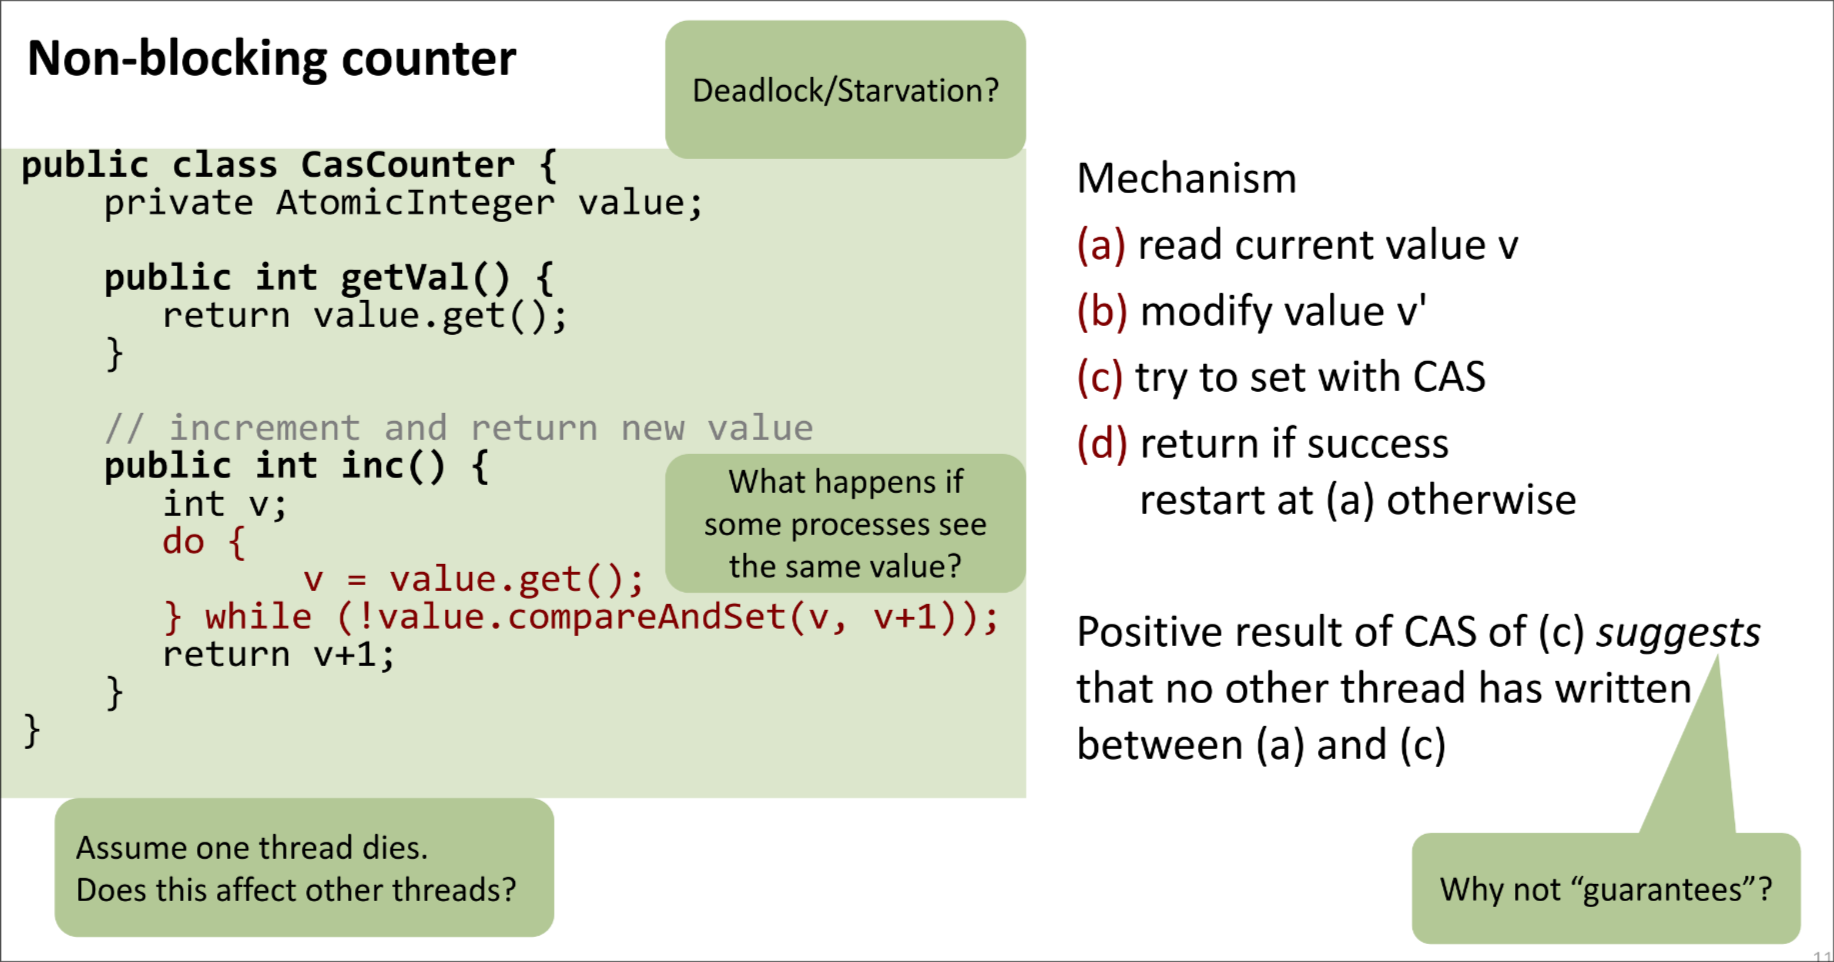 Non-blocking counter
Deadlock/Starvation?
public class CasCounter {
private AtomicInteger value;
public int getVal() {
return value.get();
}
// increment and return new value
public int inc() {
int v;
do {
v = value.get();
} while (!value.compareAndSet(v, v+1));
return v+1;
}
}
What happens if
some processes see
the same value?
Assume one thread dies.
Does this affect other threads?
Mechanism
(a) read current value v
(b) modify value v'
(c) try to set with CAS
(d) return if success
restart at (a) otherwise
Positive result of CAS of (c) suggests
that no other thread has written
between (a) and (c)
Why not “guarantees”?
11